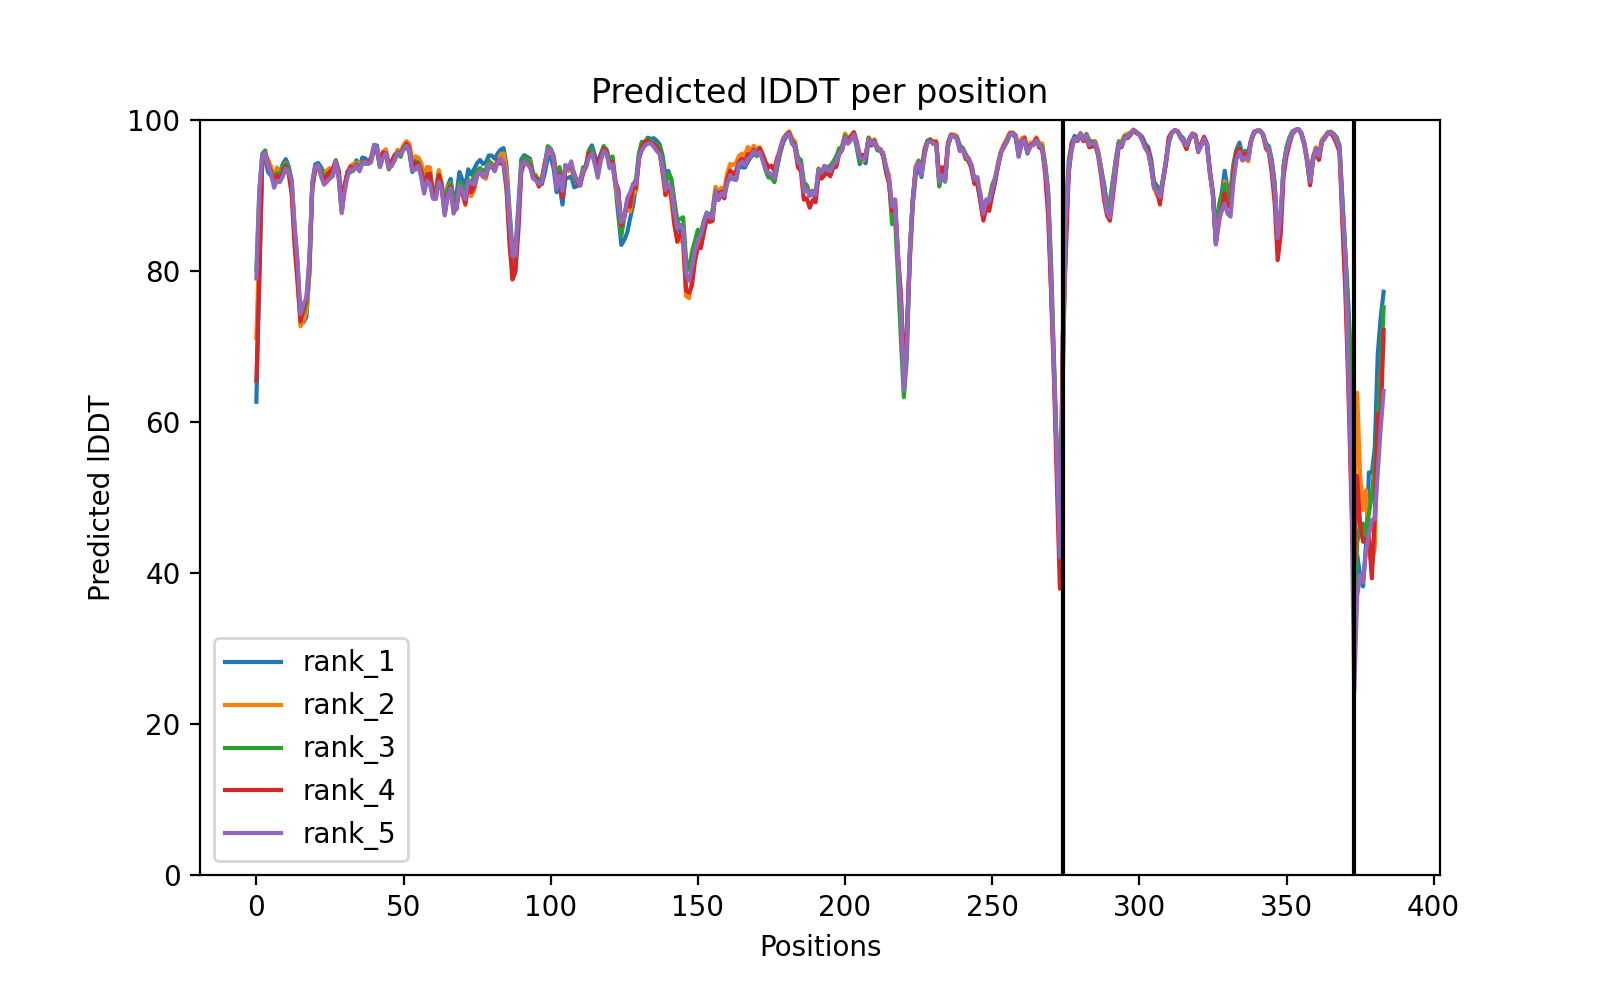 Predicted lDDT per position
100
80
60
40
20
0
Predicted lDDT
rank_1
rank_2
rank_3
rank_4
rank_5
0 50 100 150 200 250 300 350 400
Positions